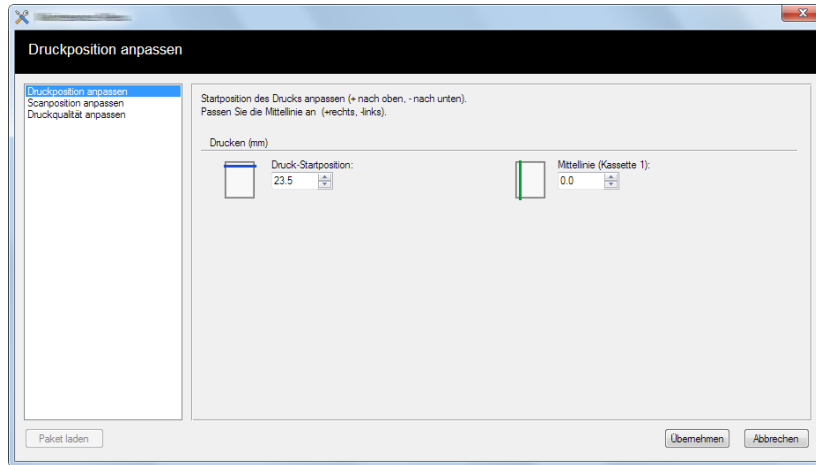 Druckposition anpassen
Druckposition anpassen
Scanposition anpassen
Druckqualität anpassen
Startposition des Drucks anpassen (+ nach oben, - nach unten).
Passen Sie die Mittellinie an (+rechts, -links).
Drucken (mm)
Druck-Startposition:
23.5
Mittellinie (Kassette 1):
0.0
Paket laden
Übernehmen
Abbrechen